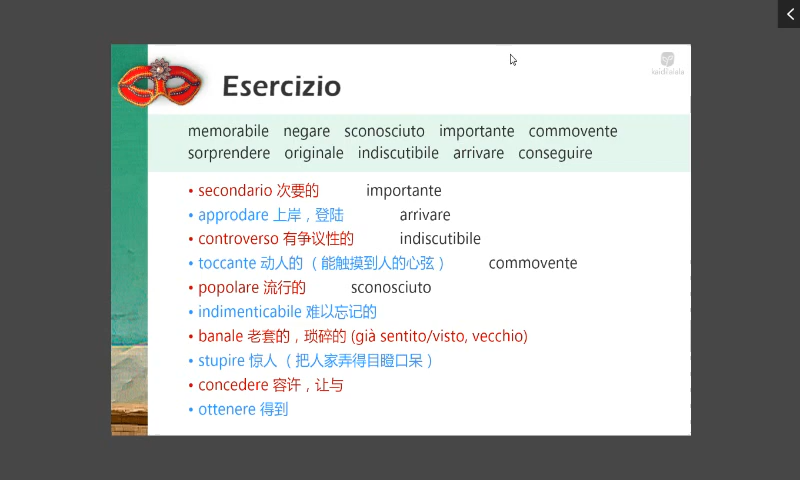 Esercizio
kaidiralala
memorabile negare sconosciuto importante commovente
sorprendere originale indiscutibile arrivare conseguire
• secondario 次要的 importante
• approdare 上岸，登陆 arrivare
• controverso 有争议性的 indiscutibile
• toccante 动人的（能触摸到人的心弦） commovente
• popolare 流行的 sconosciuto
• indimenticabile 难以忘记的
• banale 老套的，琐碎的 (già sentito/visto, vecchio)
• stupire 惊人（把人家弄得目瞪口呆）
• concedere 容许，让与
• ottenere 得到